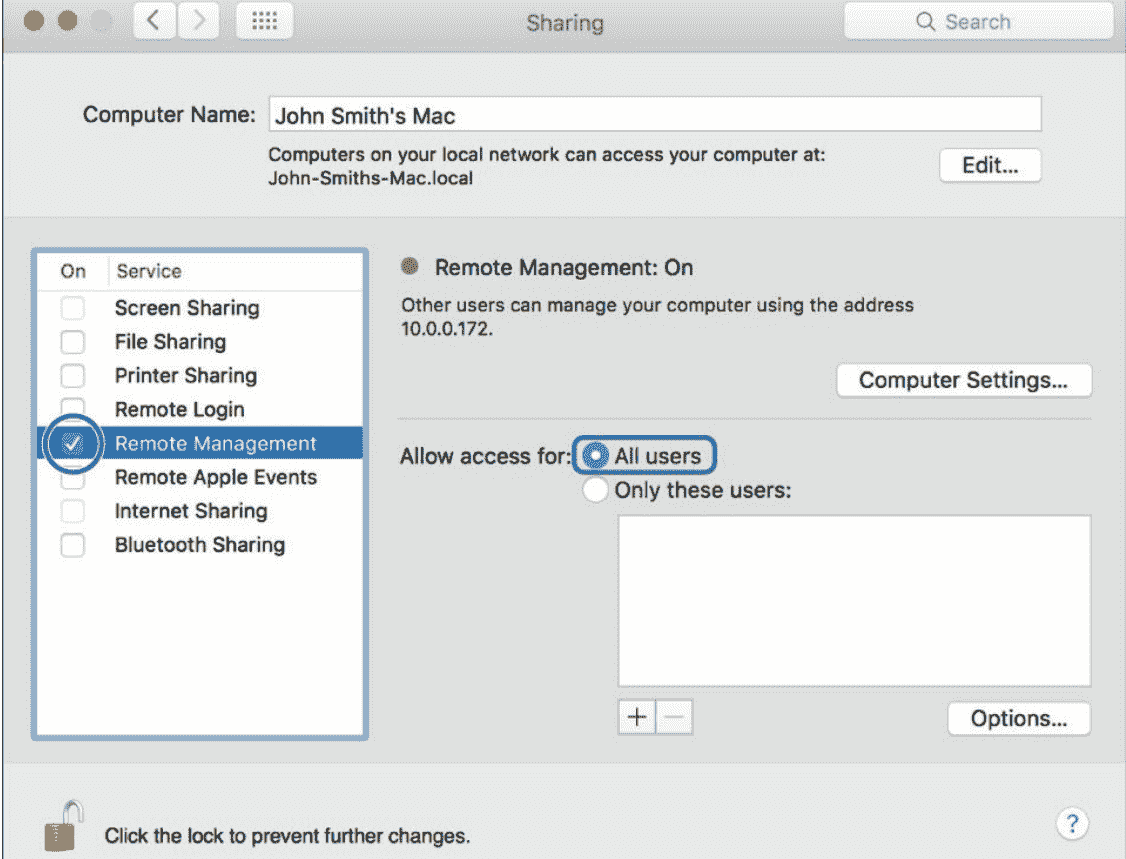 Sharing
Search
Computer Name:
John Smith's Mac
Computers on your local network can access your computer at:
John-Smiths-Mac.local
Edit...
On
Service
Screen Sharing
File Sharing
Printer Sharing
Remote Login
Remote Management
Remote Apple Events
Internet Sharing
Bluetooth Sharing
Remote Management: On
Other users can manage your computer using the address
10.0.0.172.
Computer Settings...
Allow access for:
All users
Only these users:
+
−
Options...
Click the lock to prevent further changes.
?